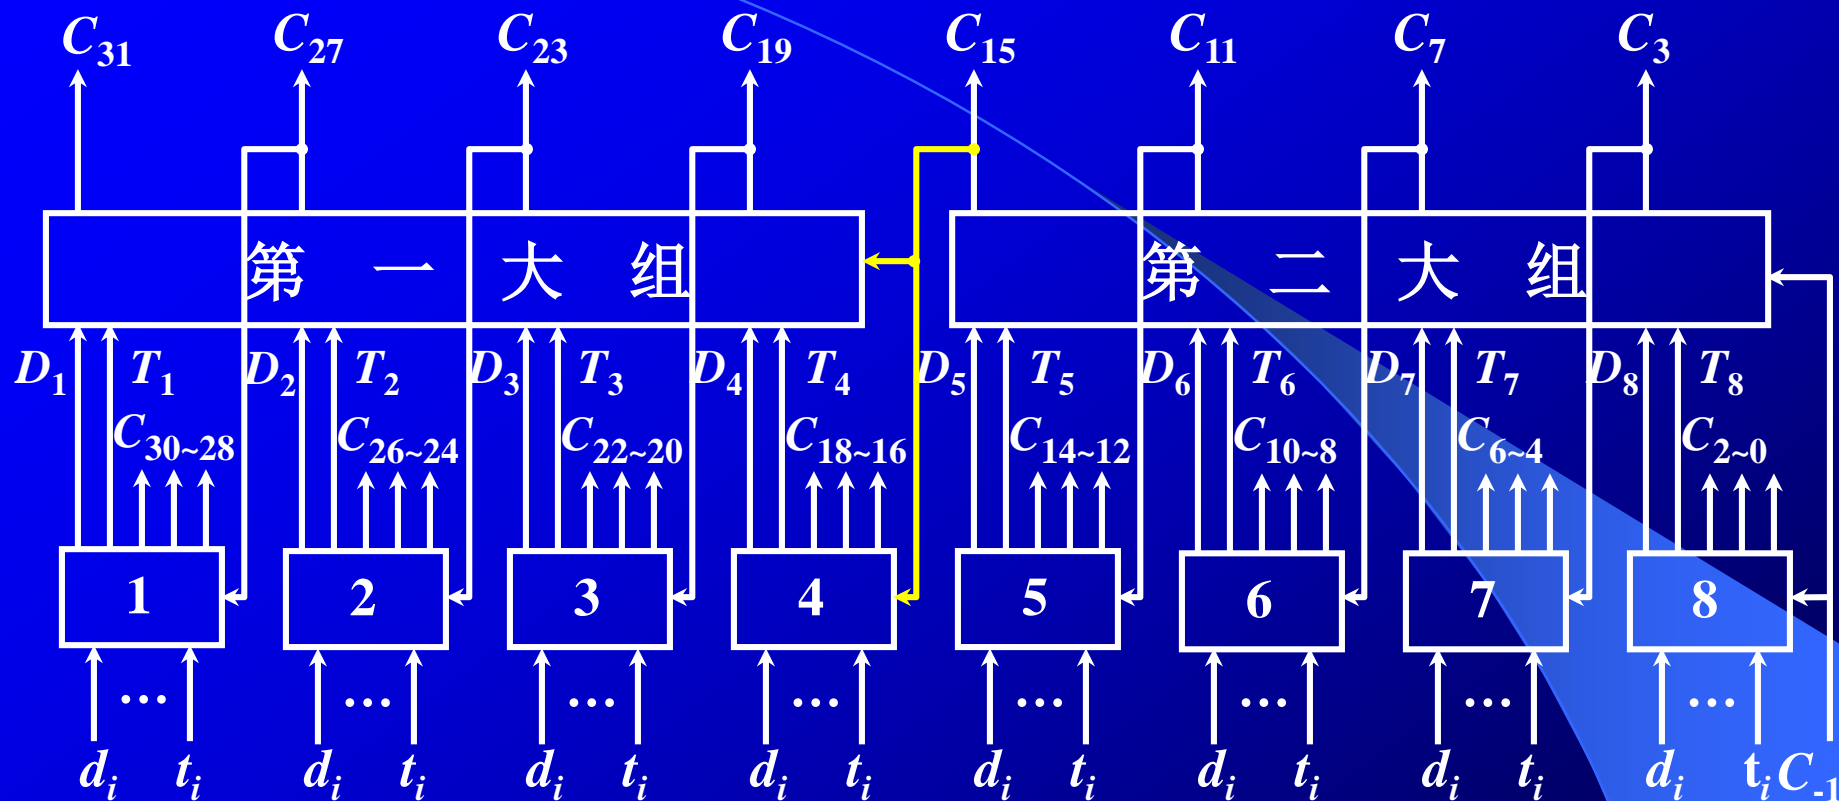 C31 C27 C23 C19 C15 C11 C7 C3
第 一 大 组 第 二 大 组
D1 T1 D2 T2 D3 T3 D4 T4 D5 T5 D6 T6 D7 T7 D8 T8
C30~28 C26~24 C22~20 C18~16 C14~12 C10~8 C6~4 C2~0
1 2 3 4 5 6 7 8
… … … … … … … …
di ti di ti di ti di ti di ti di ti di ti di ti C-1